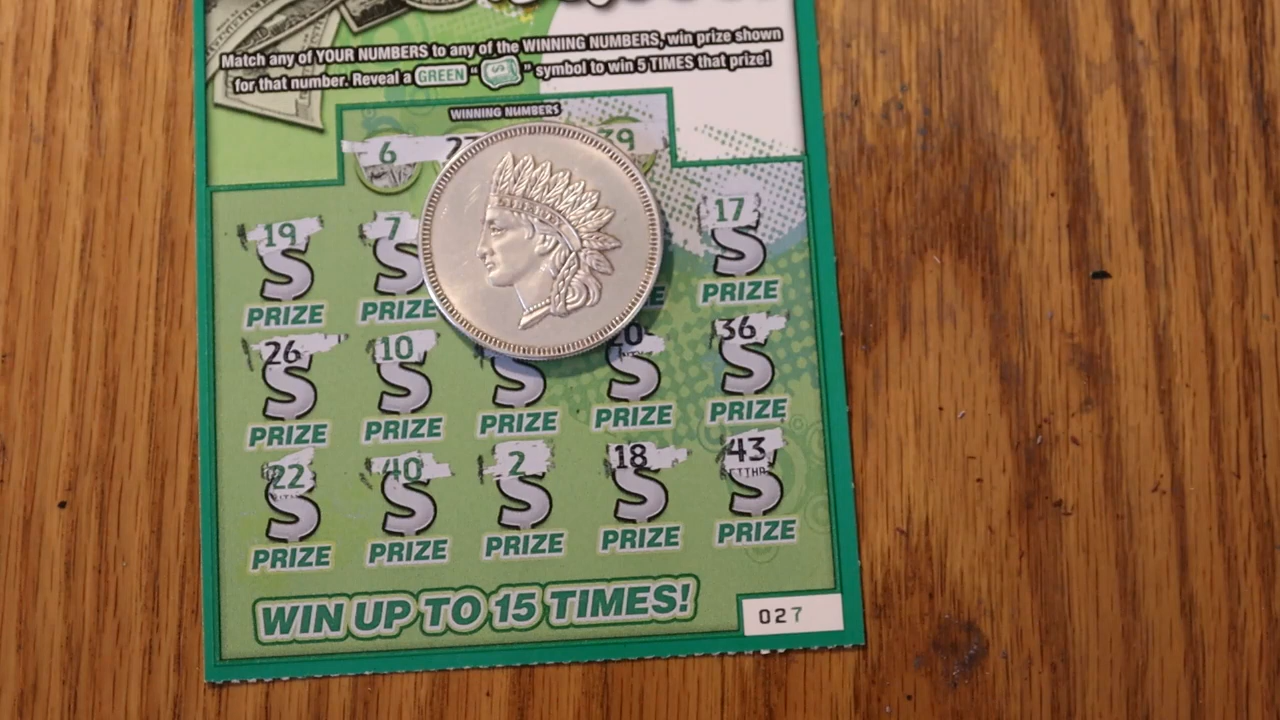 Match any of YOUR NUMBERS to any of the WINNING NUMBERS, win prize shown
for that number. Reveal a GREEN " $ " symbol to win 5 TIMES that prize!
WINNING NUMBERS
6 39
19 7 17
PRIZE PRIZE PRIZE
26 10 20 36
PRIZE PRIZE PRIZE PRIZE PRIZE
22 40 2 18 43
PRIZE PRIZE PRIZE PRIZE PRIZE
WIN UP TO 15 TIMES!
027